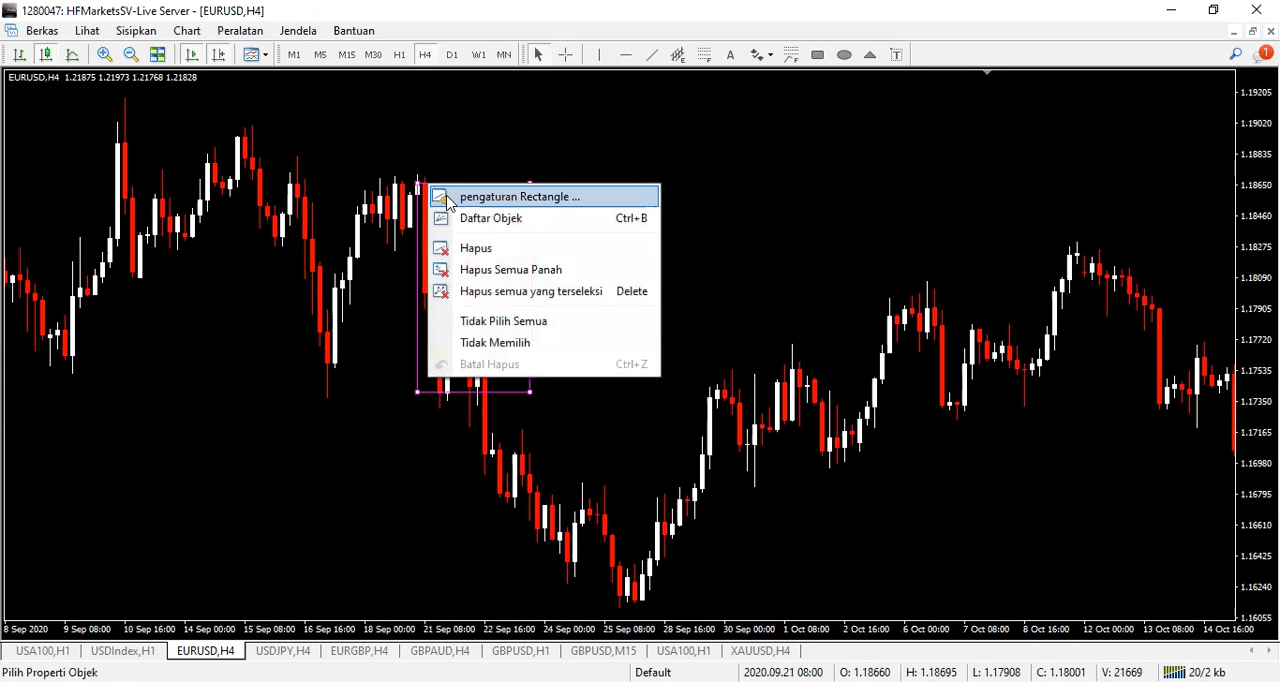 1280047: HFMarketsSV-Live Server - [EURUSD,H4]
Berkas Lihat Sisipkan Chart Peralatan Jendela Bantuan
M1 M5 M15 M30 H1 H4 D1 W1 MN A T 1
EURUSD,H4 1.21875 1.21973 1.21768 1.21828
1.19205
1.19020
1.18835
1.18650
1.18460
1.18275
1.18090
1.17905
1.17720
1.17535
1.17350
1.17165
1.16980
1.16795
1.16610
1.16425
1.16240
1.16055
pengaturan Rectangle ...
Daftar Objek Ctrl+B
Hapus
Hapus Semua Panah
Hapus semua yang terseleksi Delete
Tidak Pilih Semua
Tidak Memilih
Batal Hapus Ctrl+Z
8 Sep 2020 9 Sep 08:00 10 Sep 16:00 14 Sep 00:00 15 Sep 08:00 16 Sep 16:00 18 Sep 00:00 21 Sep 08:00 22 Sep 16:00 24 Sep 00:00 25 Sep 08:00 28 Sep 16:00 30 Sep 00:00 1 Oct 08:00 2 Oct 16:00 6 Oct 00:00 7 Oct 08:00 8 Oct 16:00 12 Oct 00:00 13 Oct 08:00 14 Oct 16:00
USA100,H1 USDIndex,H1 EURUSD,H4 USDJPY,H4 EURGBP,H4 GBPAUD,H4 GBPUSD,H1 GBPUSD,M15 USA100,H1 XAUUSD,H4
Pilih Properti Objek Default 2020.09.21 08:00 O: 1.18660 H: 1.18695 L: 1.17908 C: 1.18001 V: 21669 20/2 kb